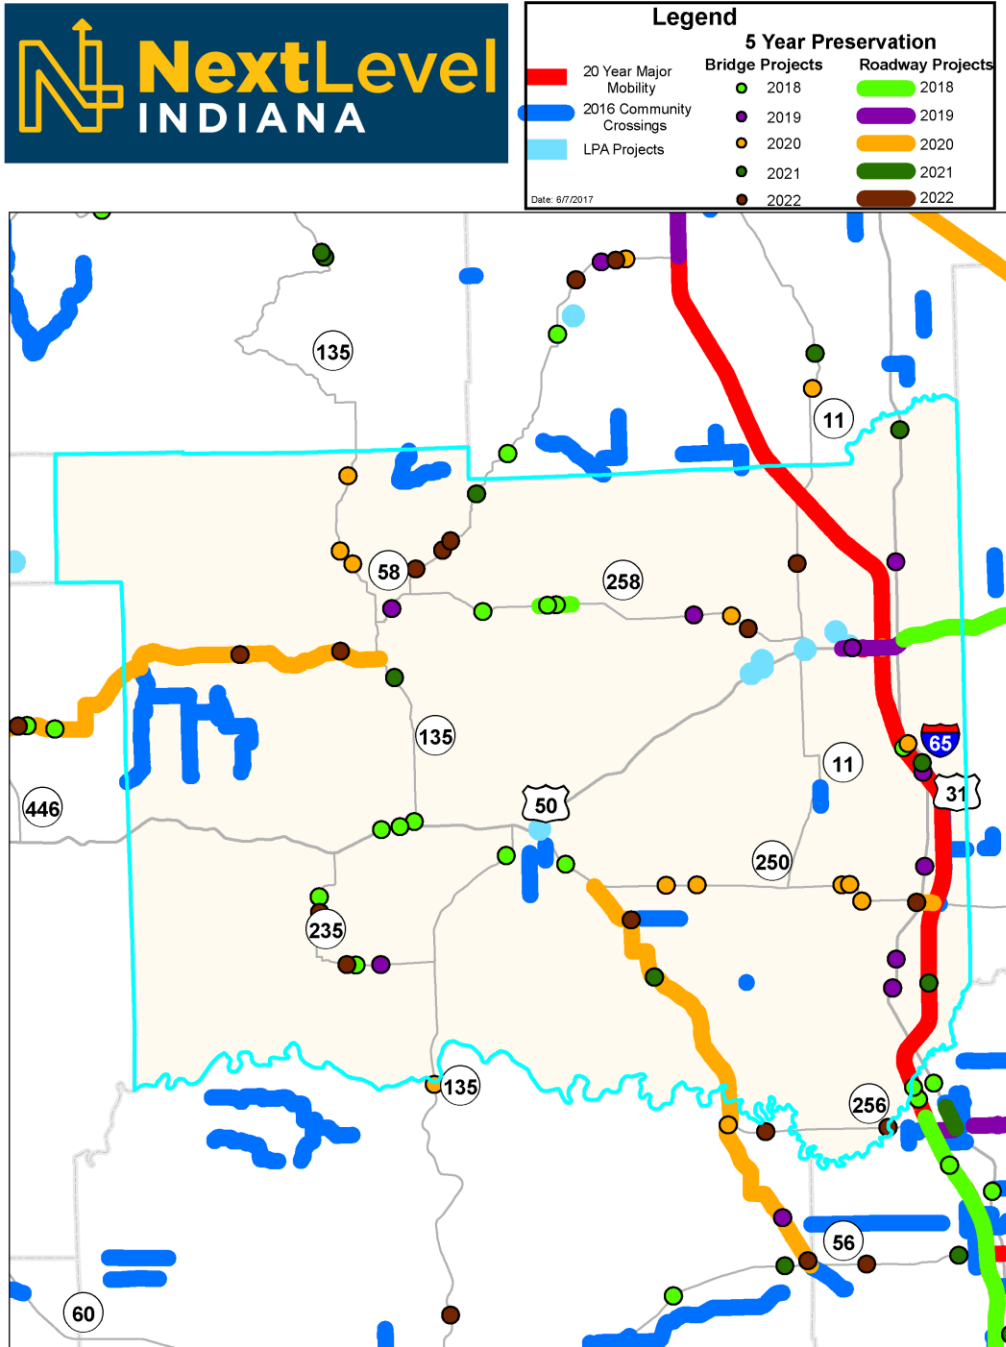 NextLevel
INDIANA
Legend
5 Year Preservation
20 Year Major
Mobility
2016 Community
Crossings
LPA Projects
Date: 6/7/2017
Bridge Projects
2018
2019
2020
2021
2022
Roadway Projects
2018
2019
2020
2021
2022
135
11
58
258
135
65
31
11
446
50
250
235
135
256
56
60